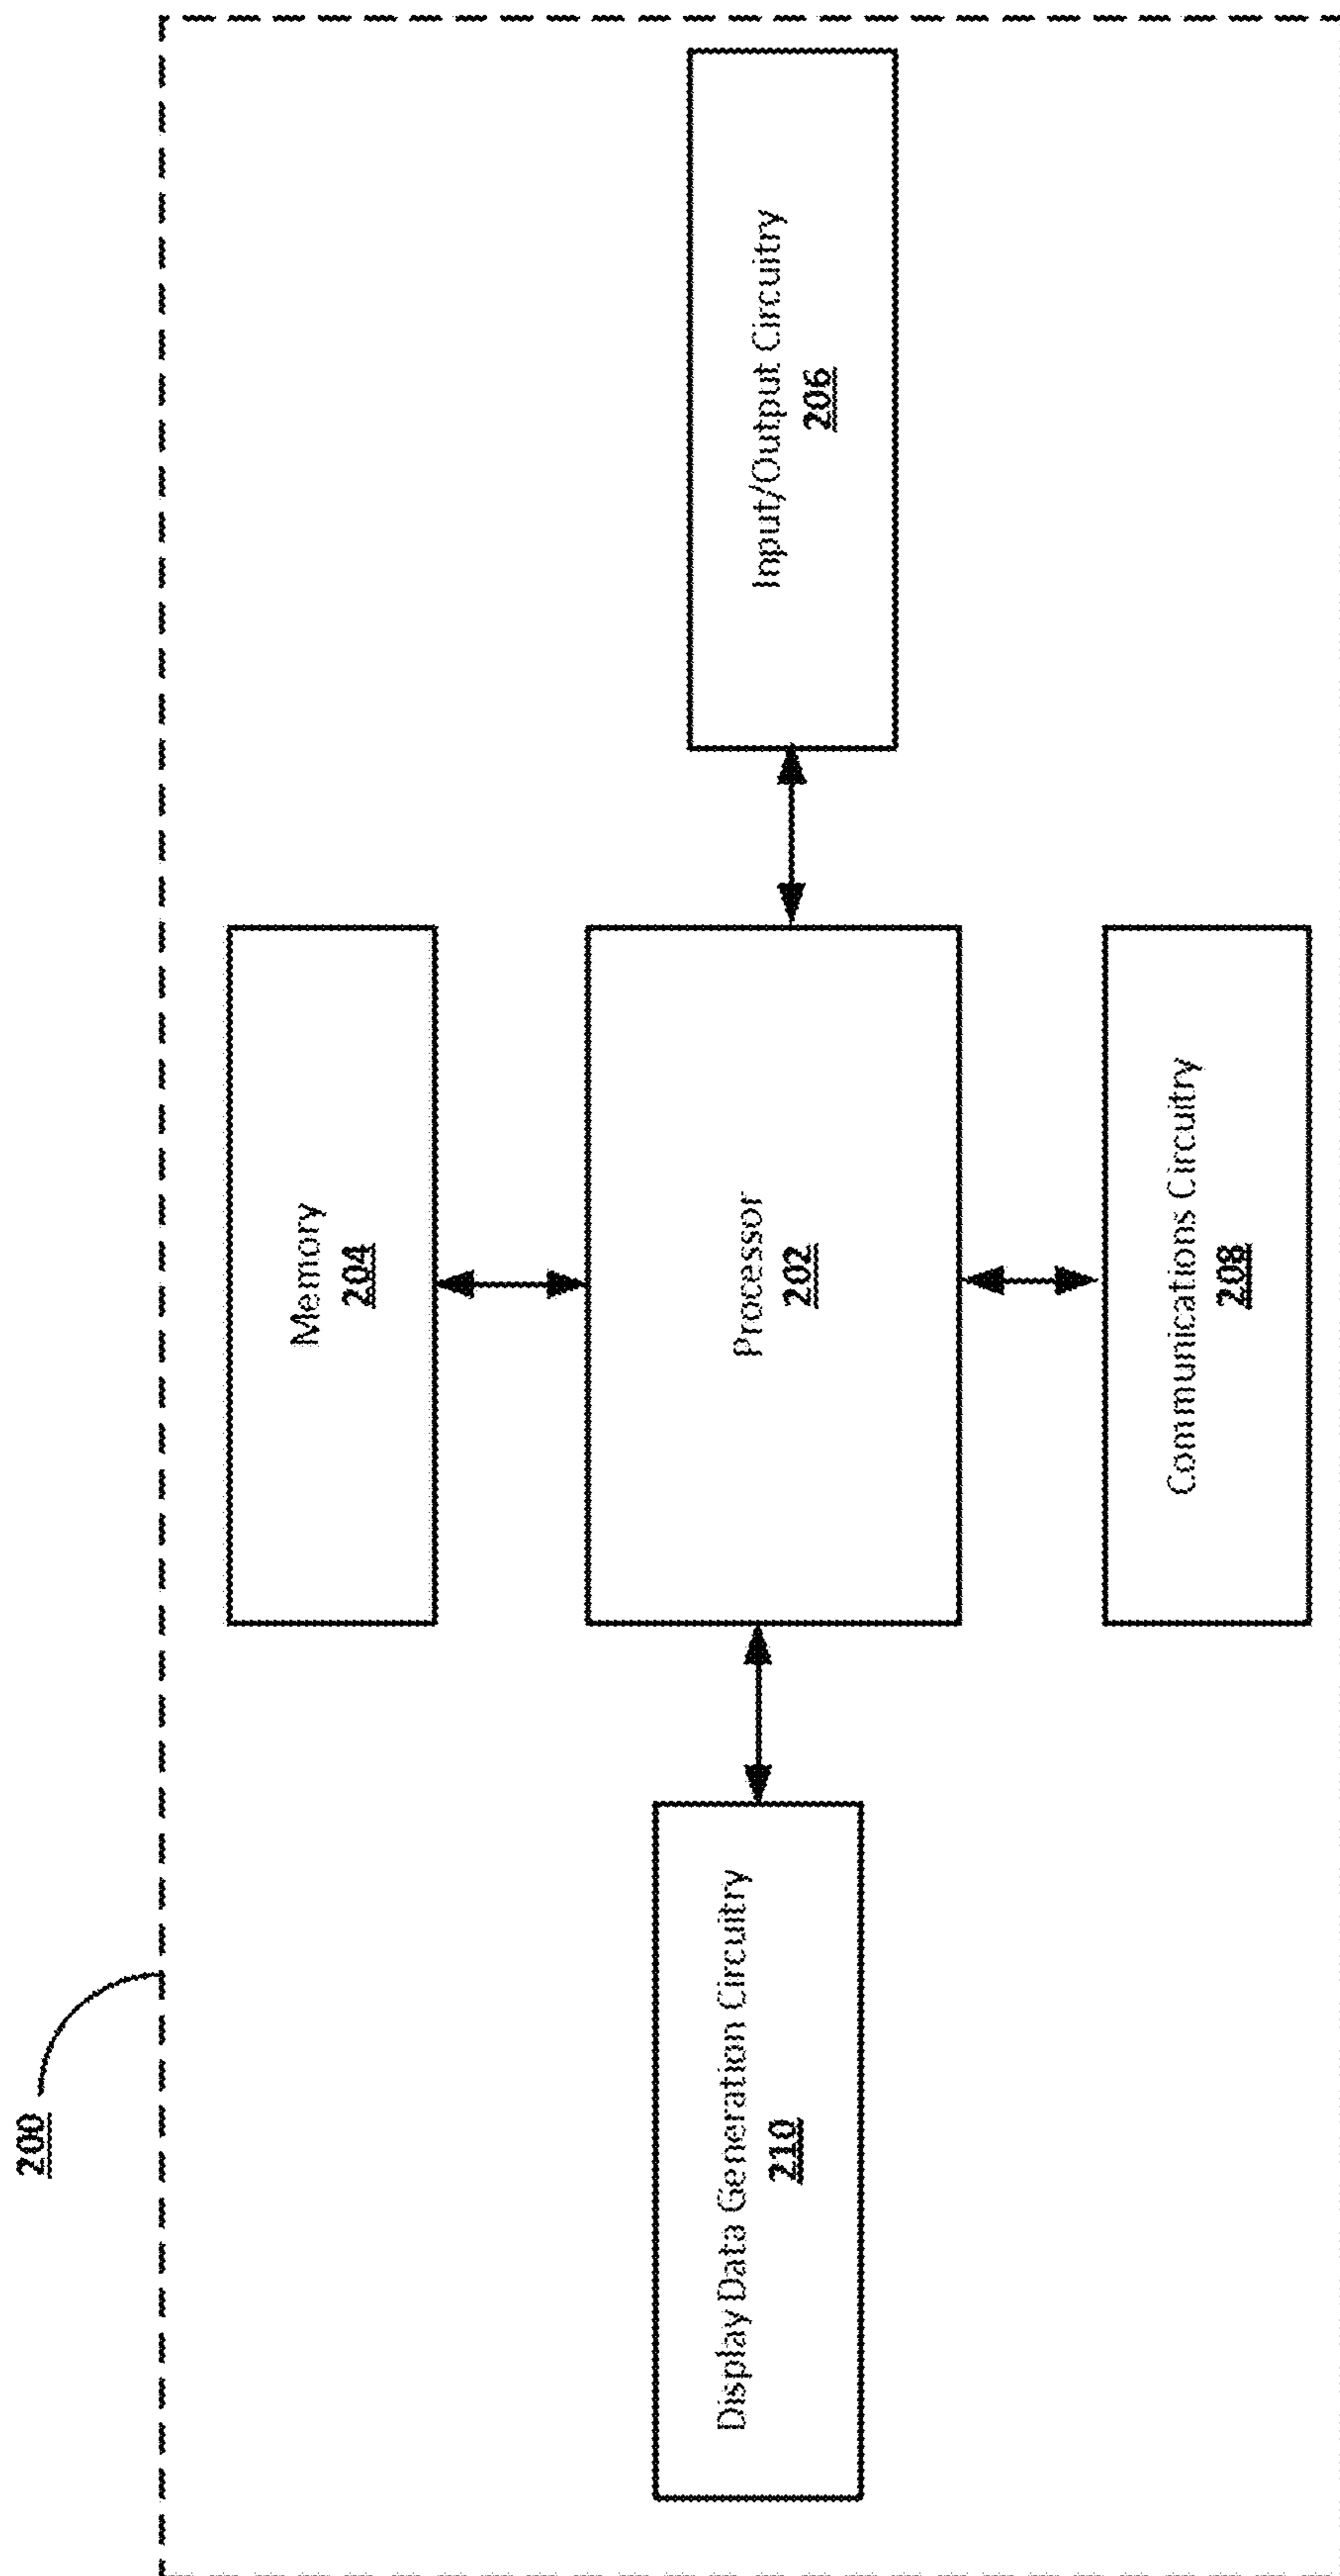 200
Memory
204
Display Data Generation Circuitry
210
Processor
202
Input/Output Circuitry
206
Communications Circuitry
208